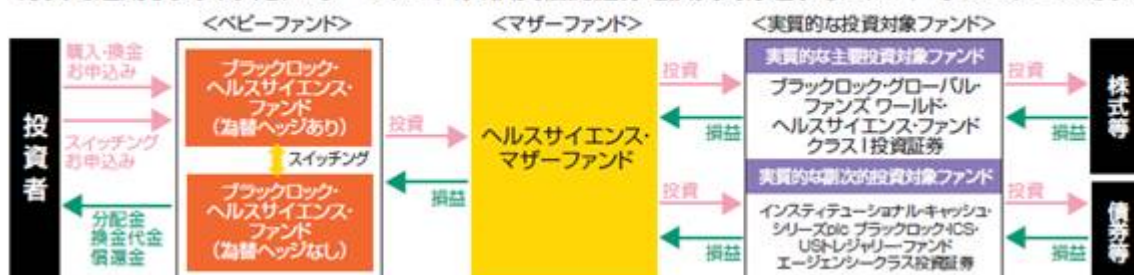 <ベビーファンド>
<マザーファンド>
<実質的な投資対象ファンド>
投資者
購入・換金
お申込み
スイッチング
お申込み
分配金
換金代金
償還金
ブラックロック・
ヘルスサイエンス・
ファンド
(為替ヘッジあり)
スイッチング
ブラックロック・
ヘルスサイエンス・
ファンド
(為替ヘッジなし)
投資
損益
ヘルスサイエンス・
マザーファンド
投資
損益
投資
損益
実質的な主要投資対象ファンド
ブラックロック・グローバル・
ファンズ ワールド・
ヘルスサイエンス・ファンド
クラスI投資証券
実質的な副次的投資対象ファンド
インスティテューショナル・キャッシュ・
シリーズplc ブラックロック・ICS・
USトレジャリー・ファンド
エージェンシークラス投資証券
投資
損益
投資
損益
株式等
債券等